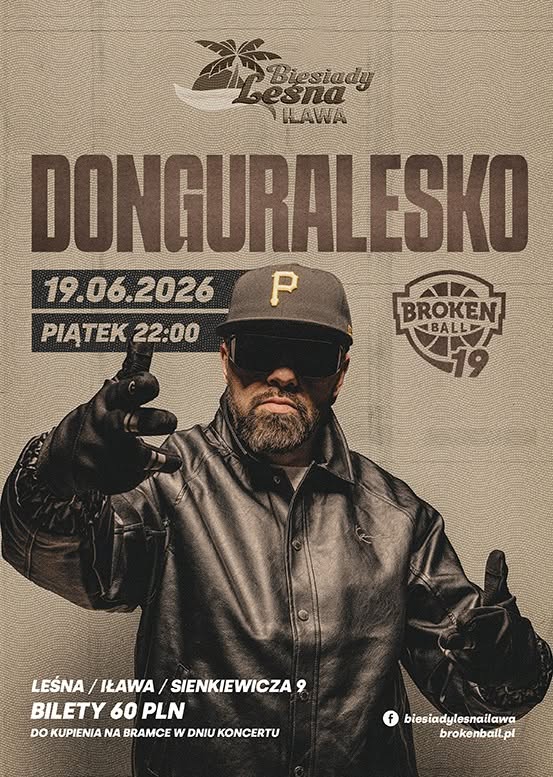 Biesiady
Leśna
IŁAWA
DONGURALESKO
19.06.2026
PIĄTEK 22:00
P
BROKEN
BALL
19
LEŚNA / IŁAWA / SIENKIEWICZA 9
BILETY 60 PLN
DO KUPIENIA NA BRAMCE W DNIU KONCERTU
biesiadylesnailawa
brokenball.pl